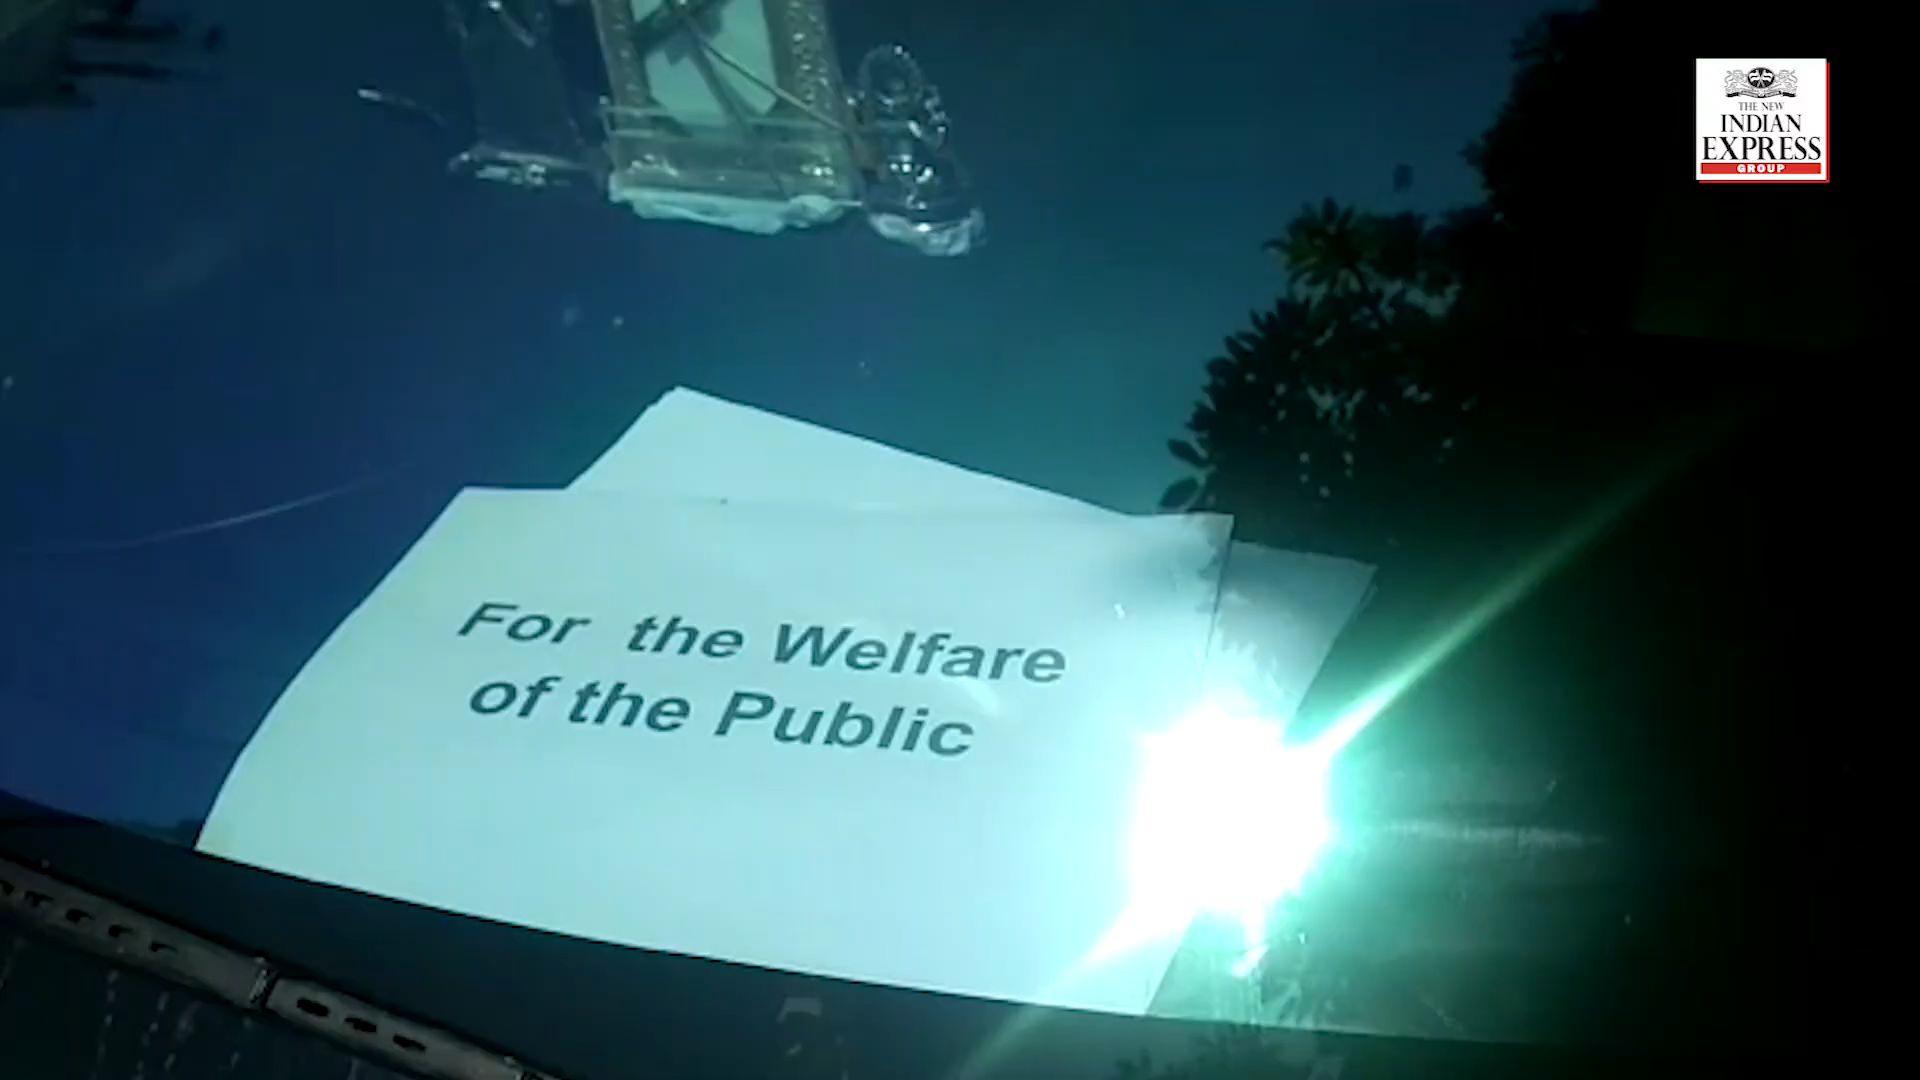 THE NEW
INDIAN
EXPRESS
GROUP
For the Welfare
of the Public